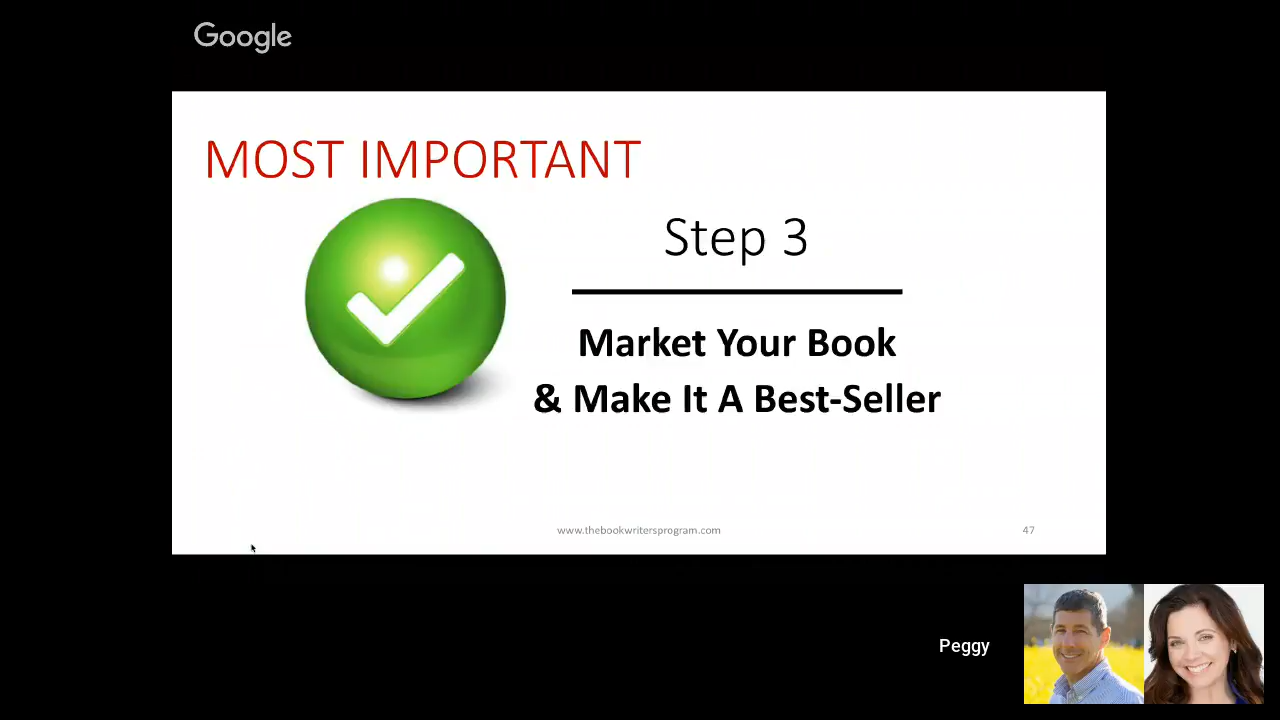 Google
MOST IMPORTANT
Step 3
Market Your Book
& Make It A Best-Seller
www.thebookwritersprogram.com
47
Peggy